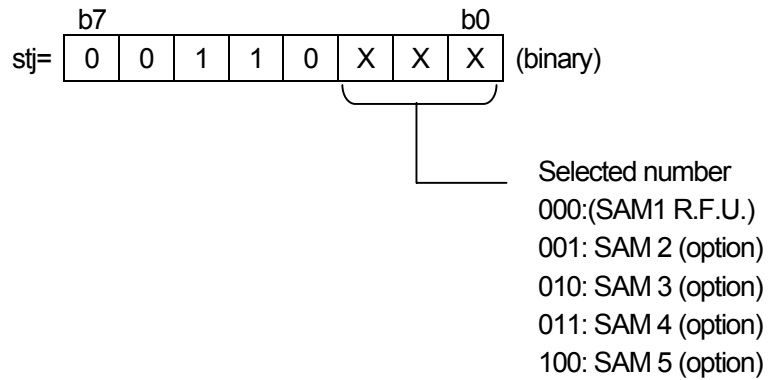 b7 b0
stj= 0 0 1 1 0 X X X (binary)
Selected number
000:(SAM1 R.F.U.)
001: SAM 2 (option)
010: SAM 3 (option)
011: SAM 4 (option)
100: SAM 5 (option)